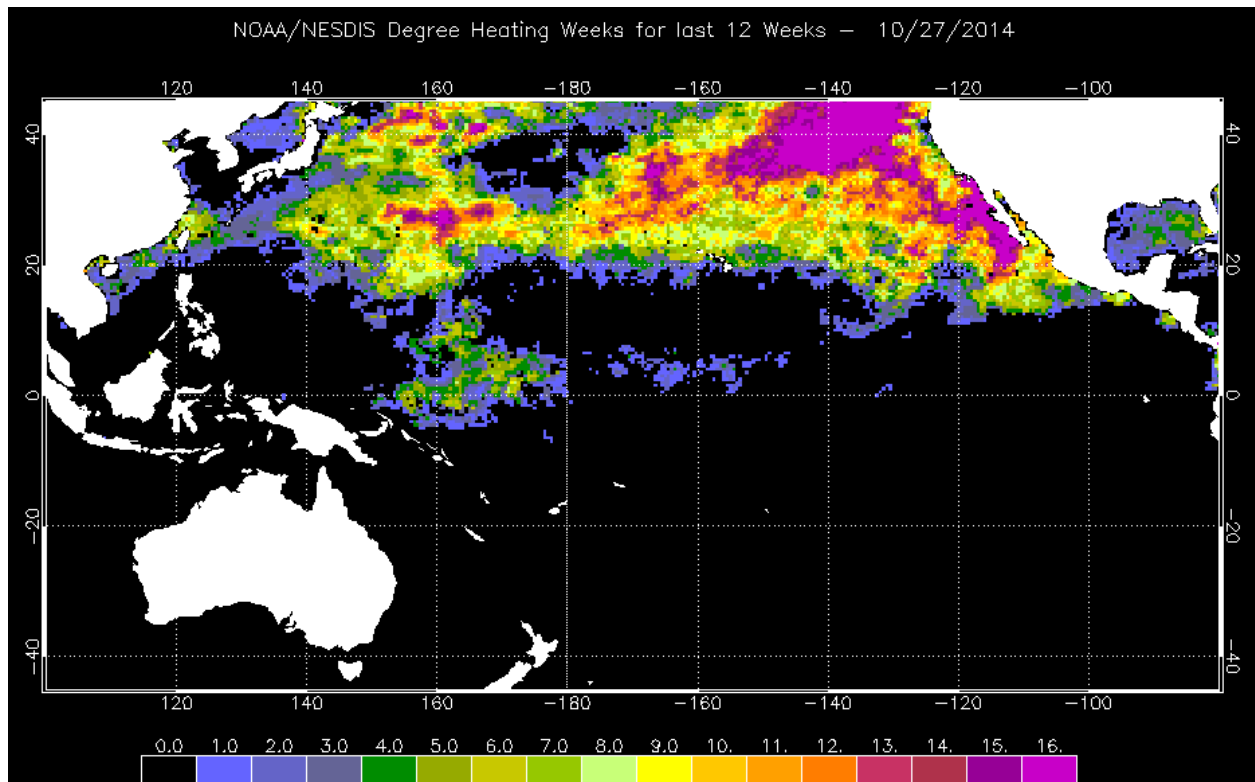 NOAA/NESDIS Degree Heating Weeks for last 12 Weeks – 10/27/2014
120 140 160 −180 −160 −140 −120 −100
40 40
20 20
0 0
−20 −20
−40 −40
120 140 160 −180 −160 −140 −120 −100
0.0 1.0 2.0 3.0 4.0 5.0 6.0 7.0 8.0 9.0 10. 11. 12. 13. 14. 15. 16.